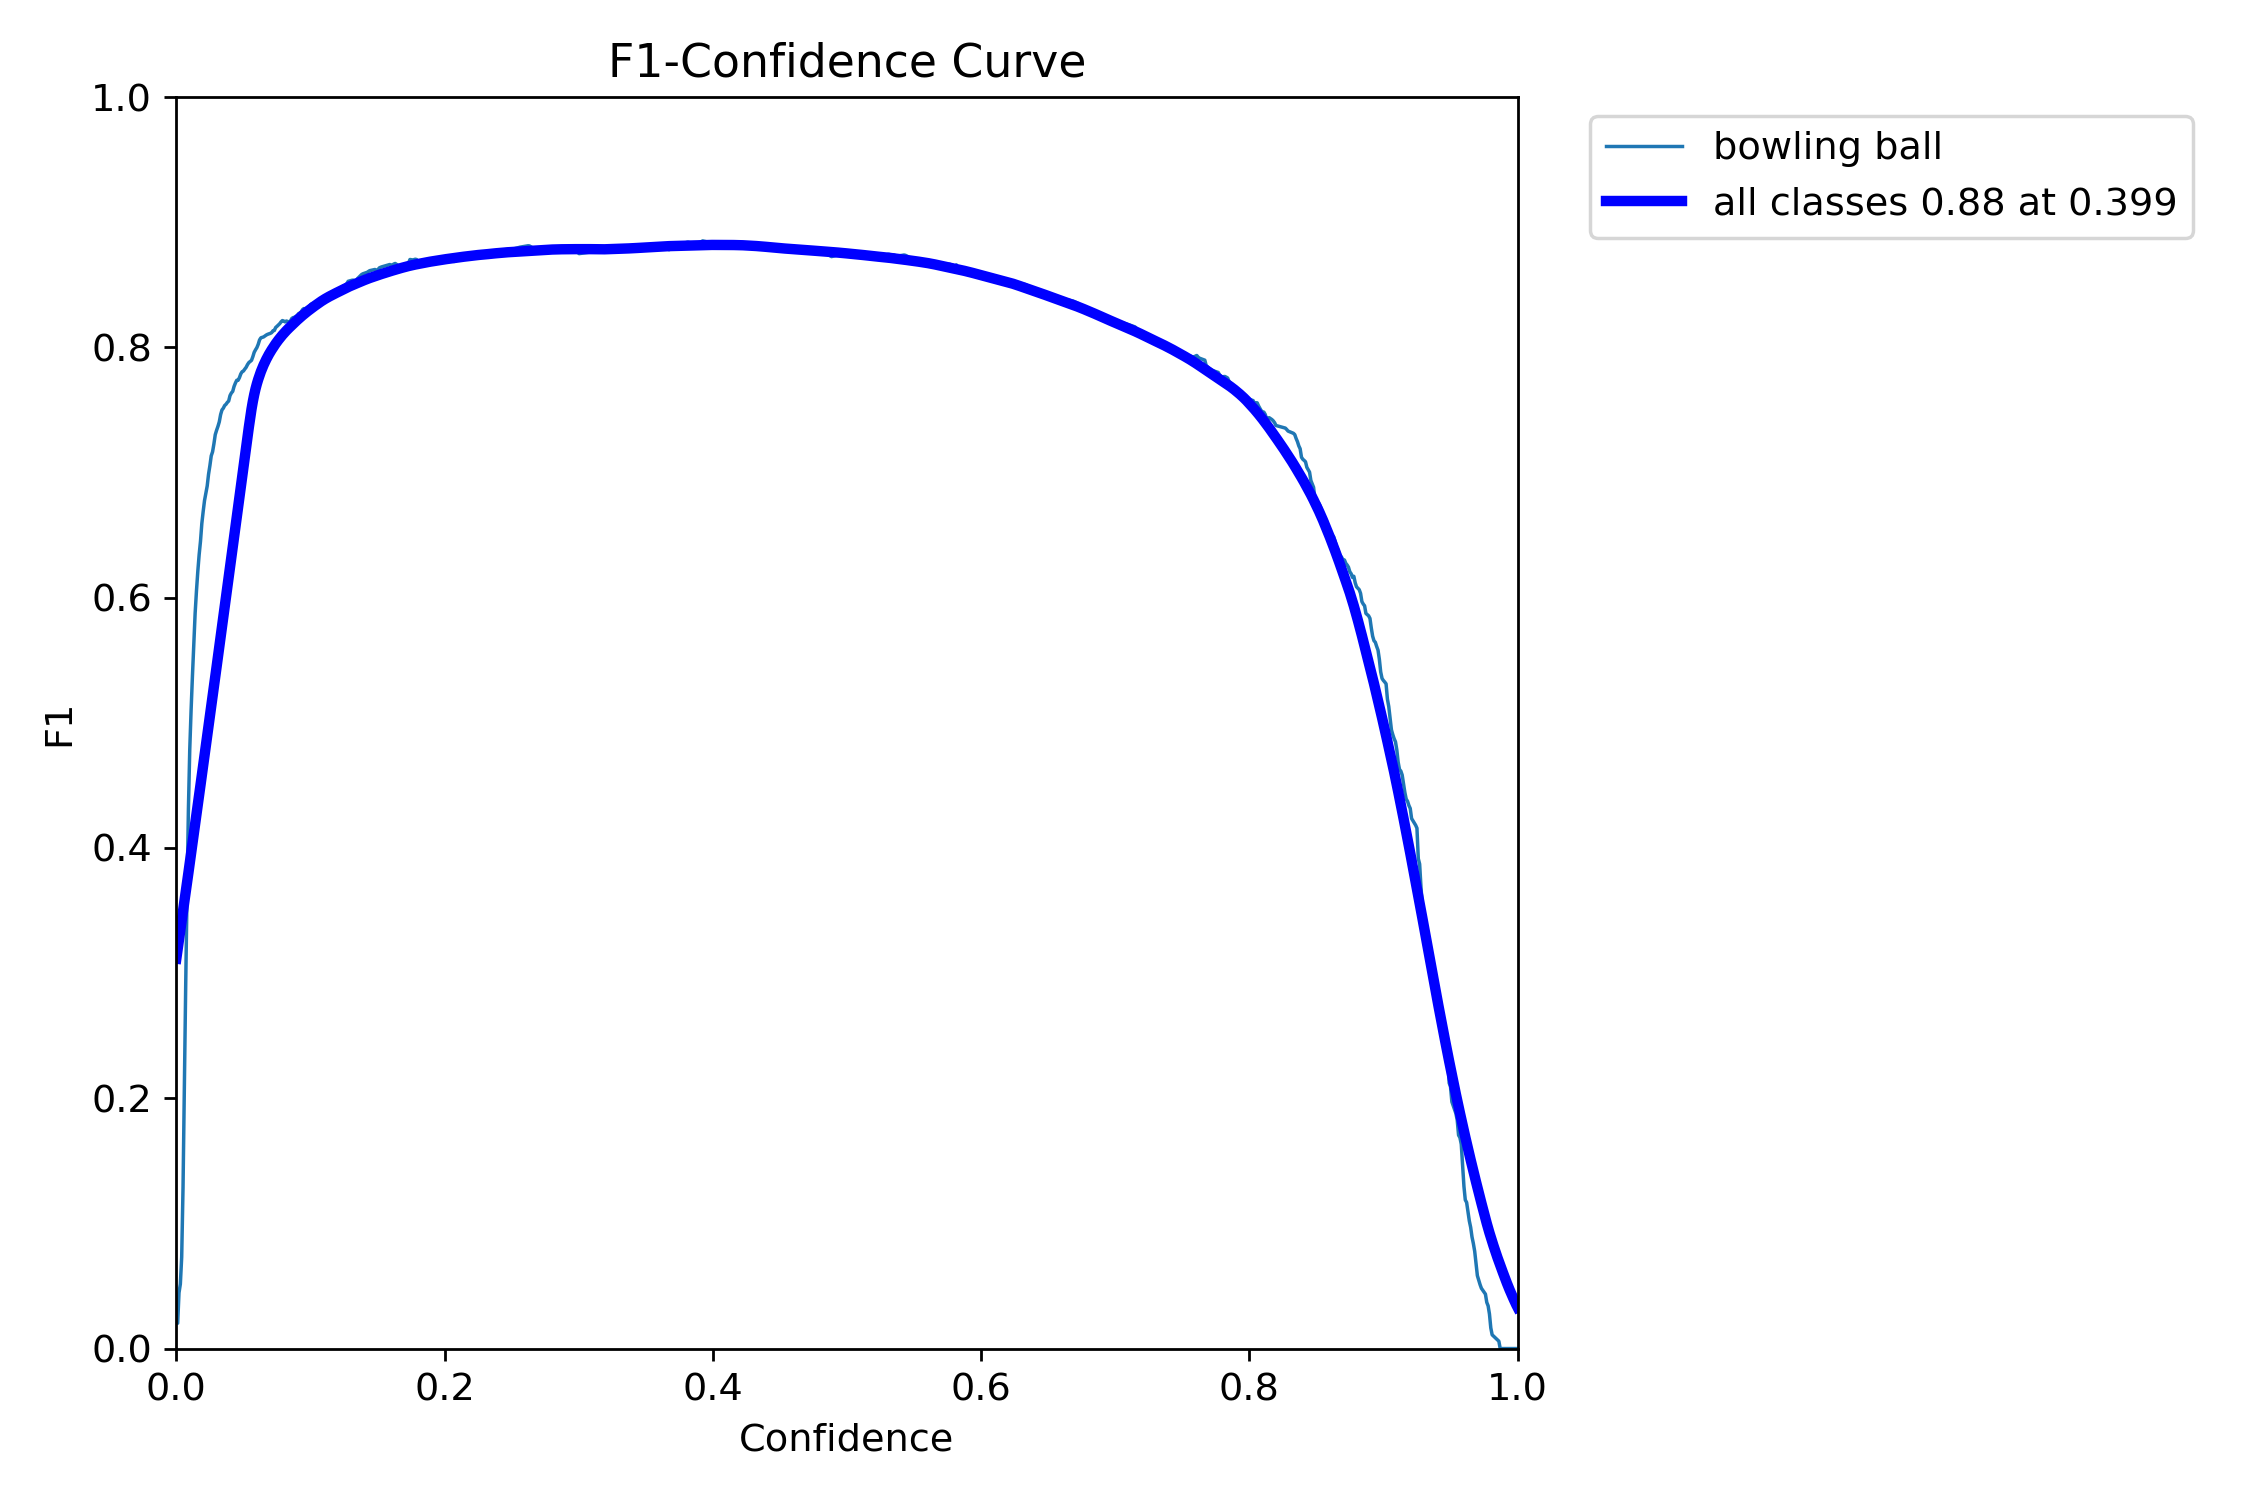 F1-Confidence Curve
1.0
0.8
0.6
0.4
0.2
0.0
F1
0.0 0.2 0.4 0.6 0.8 1.0
Confidence
bowling ball
all classes 0.88 at 0.399